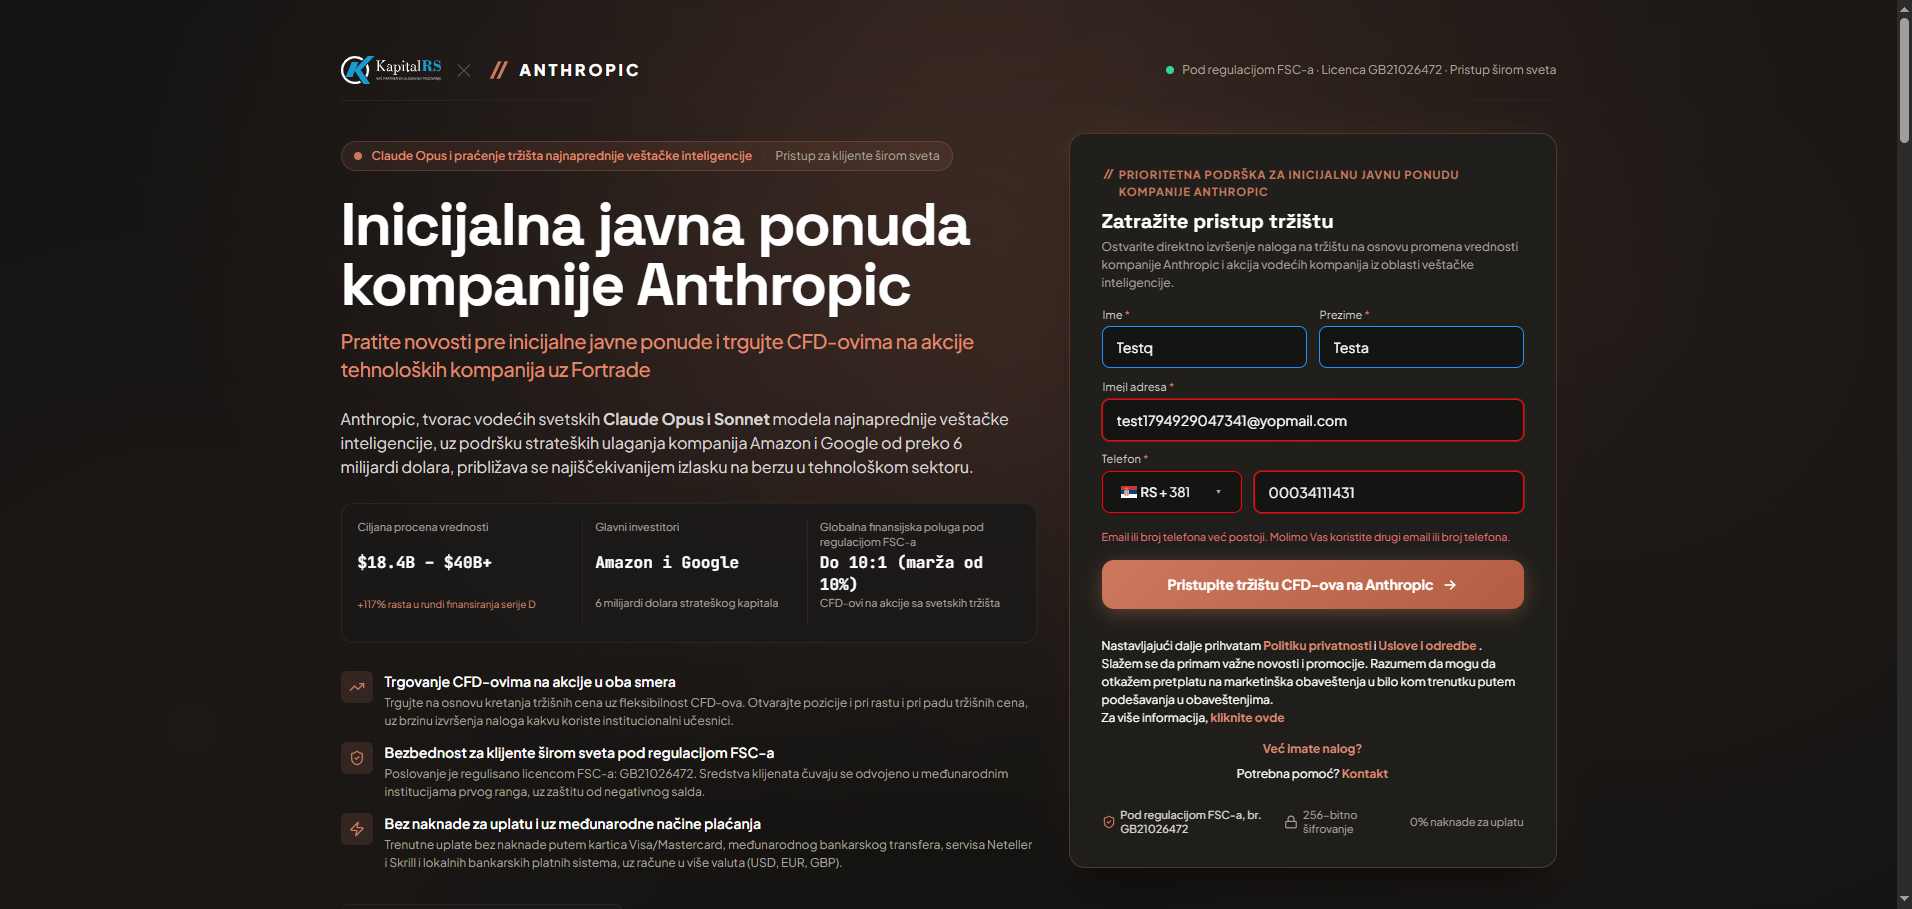 KapitalRS
VAŠ PARTNER ZA GLOBALNO TRGOVANJE
ANTHROPIC
Pod regulacijom FSC-a · Licenca GB21026472 · Pristup širom sveta
Claude Opus i praćenje tržišta najnaprednije veštačke inteligencije · Pristup za klijente širom sveta
Inicijalna javna ponuda
kompanije Anthropic
Pratite novosti pre inicijalne javne ponude i trgujte CFD-ovima na akcije
tehnoloških kompanija uz Fortrade
Anthropic, tvorac vodećih svetskih Claude Opus i Sonnet modela najnaprednije veštačke
inteligencije, uz podršku strateških ulaganja kompanija Amazon i Google od preko 6
milijardi dolara, približava se najiščekivanijem izlasku na berzu u tehnološkom sektoru.
Ciljana procena vrednosti
$18.4B – $40B+
+117% rasta u rundi finansiranja serije D
Glavni investitori
Amazon i Google
6 milijardi dolara strateškog kapitala
Globalna finansijska poluga pod
regulacijom FSC-a
Do 10:1 (marža od
10%)
CFD-ovi na akcije sa svetskih tržišta
Trgovanje CFD-ovima na akcije u oba smera
Trgujte na osnovu kretanja tržišnih cena uz fleksibilnost CFD-ova. Otvarajte pozicije i pri rastu i pri padu tržišnih cena,
uz brzinu izvršenja naloga kakvu koriste institucionalni učesnici.
Bezbednost za klijente širom sveta pod regulacijom FSC-a
Poslovanje je regulisano licencom FSC-a: GB21026472. Sredstva klijenata čuvaju se odvojeno u međunarodnim
institucijama prvog ranga, uz zaštitu od negativnog salda.
Bez naknade za uplatu i uz međunarodne načine plaćanja
Trenutne uplate bez naknade putem kartica Visa/Mastercard, međunarodnog bankarskog transfera, servisa Neteller
i Skrill i lokalnih bankarskih platnih sistema, uz račune u više valuta (USD, EUR, GBP).
PRIORITETNA PODRŠKA ZA INICIJALNU JAVNU PONUDU
KOMPANIJE ANTHROPIC
Zatražite pristup tržištu
Ostvarite direktno izvršenje naloga na tržištu na osnovu promena vrednosti
kompanije Anthropic i akcija vodećih kompanija iz oblasti veštačke
inteligencije.
Ime * Prezime *
Testq Testa
Imejl adresa *
test1794929047341@yopmail.com
Telefon *
RS + 381 00034111431
Email ili broj telefona već postoji. Molimo Vas koristite drugi email ili broj telefona.
Pristupite tržištu CFD-ova na Anthropic →
Nastavljajući dalje prihvatam Politiku privatnosti i Uslove i odredbe .
Slažem se da primam važne novosti i promocije. Razumem da mogu da
otkažem pretplatu na marketinška obaveštenja u bilo kom trenutku putem
podešavanja u obaveštenjima.
Za više informacija, kliknite ovde
Već imate nalog?
Potrebna pomoć? Kontakt
Pod regulacijom FSC-a, br.
GB21026472
256-bitno
šifrovanje
0% naknade za uplatu